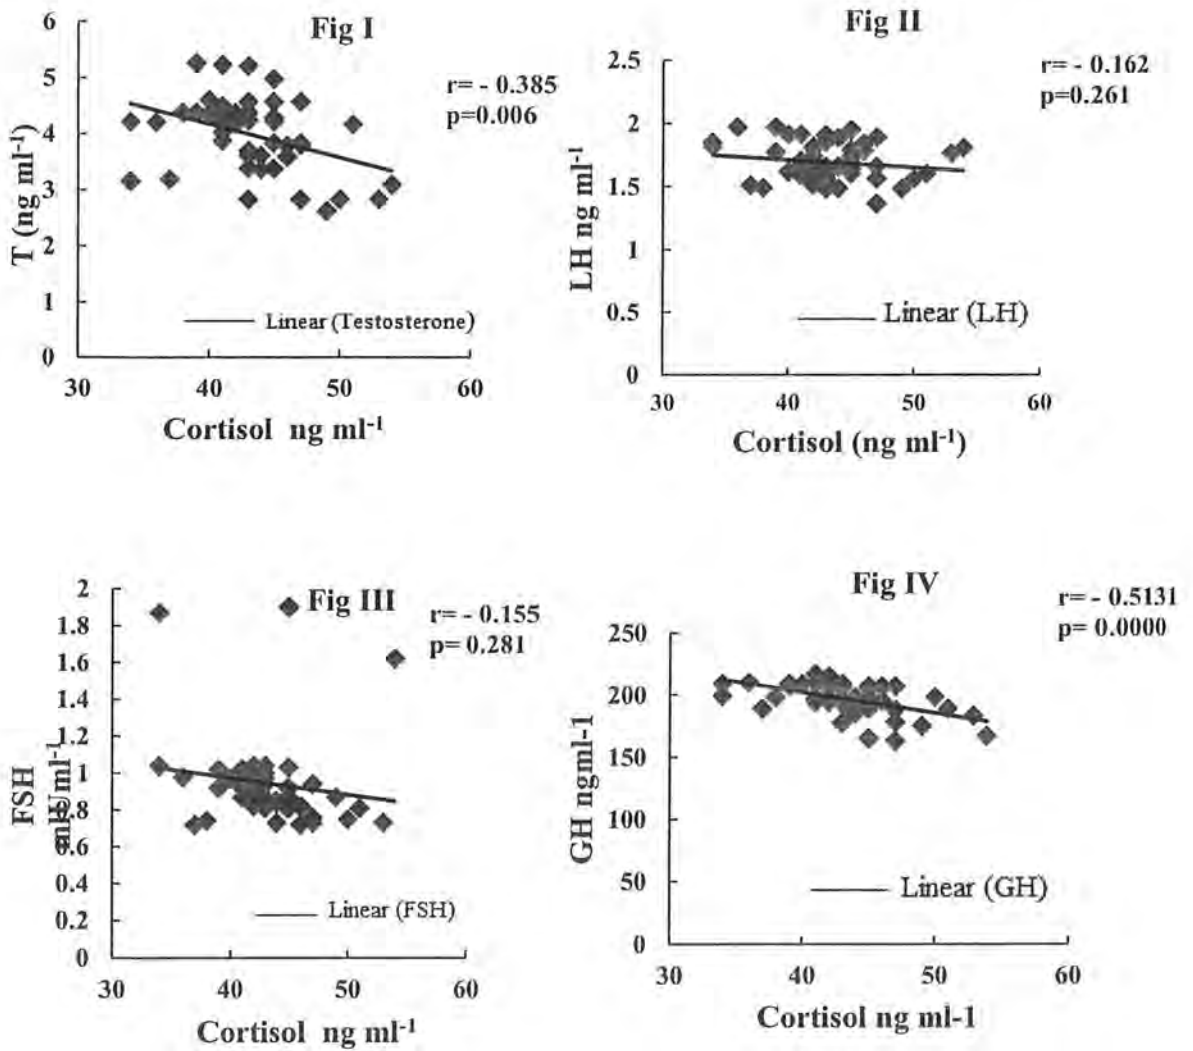 Fig I
r= - 0.385
p=0.006
T (ng ml-1)
6
5
4
3
2
1
0
Linear (Testosterone)
30 40 50 60
Cortisol ng ml-1
Fig II
r= - 0.162
p=0.261
LH ng ml-1
2.5
2
1.5
1
0.5
0
Linear (LH)
30 40 50 60
Cortisol (ng ml-1)
Fig III
r= - 0.155
p= 0.281
FSH
mIUml-1
2
1.8
1.6
1.4
1.2
1
0.8
0.6
0.4
0.2
0
Linear (FSH)
30 40 50 60
Cortisol ng ml-1
Fig IV
r= - 0.5131
p= 0.0000
GH ngml-1
250
200
150
100
50
0
Linear (GH)
30 40 50 60
Cortisol ng ml-1